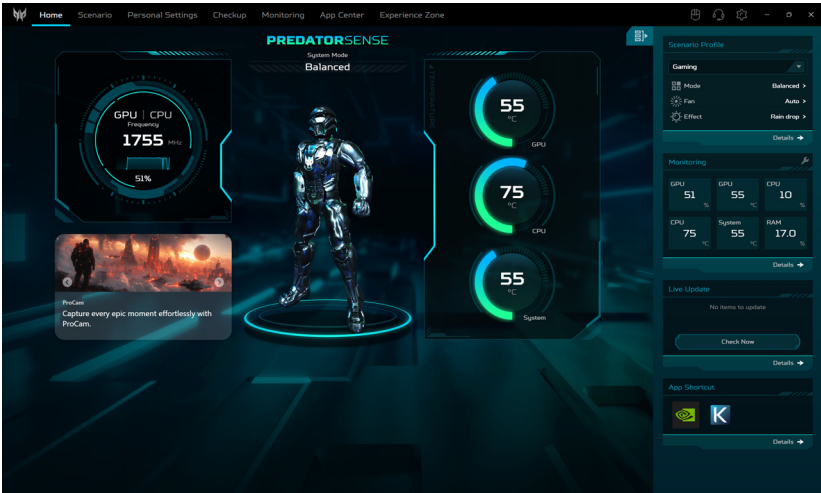 Home Scenario Personal Settings Checkup Monitoring App Center Experience Zone
PREDATORSENSE
System Mode
Balanced
GPU | CPU
Frequency
1755 MHz
51%
ProCam
Capture every epic moment effortlessly with
ProCam.
TEMPERATURE
55
°C
GPU
75
°C
CPU
55
°C
System
Scenario Profile
Gaming
Mode Balanced >
Fan Auto >
Effect Rain drop >
Details →
Monitoring
GPU GPU CPU
51 % 55 °C 10 %
CPU System RAM
75 °C 55 °C 17.0 %
Details →
Live Update
No items to update
Check Now
Details →
App Shortcut
K
Details →